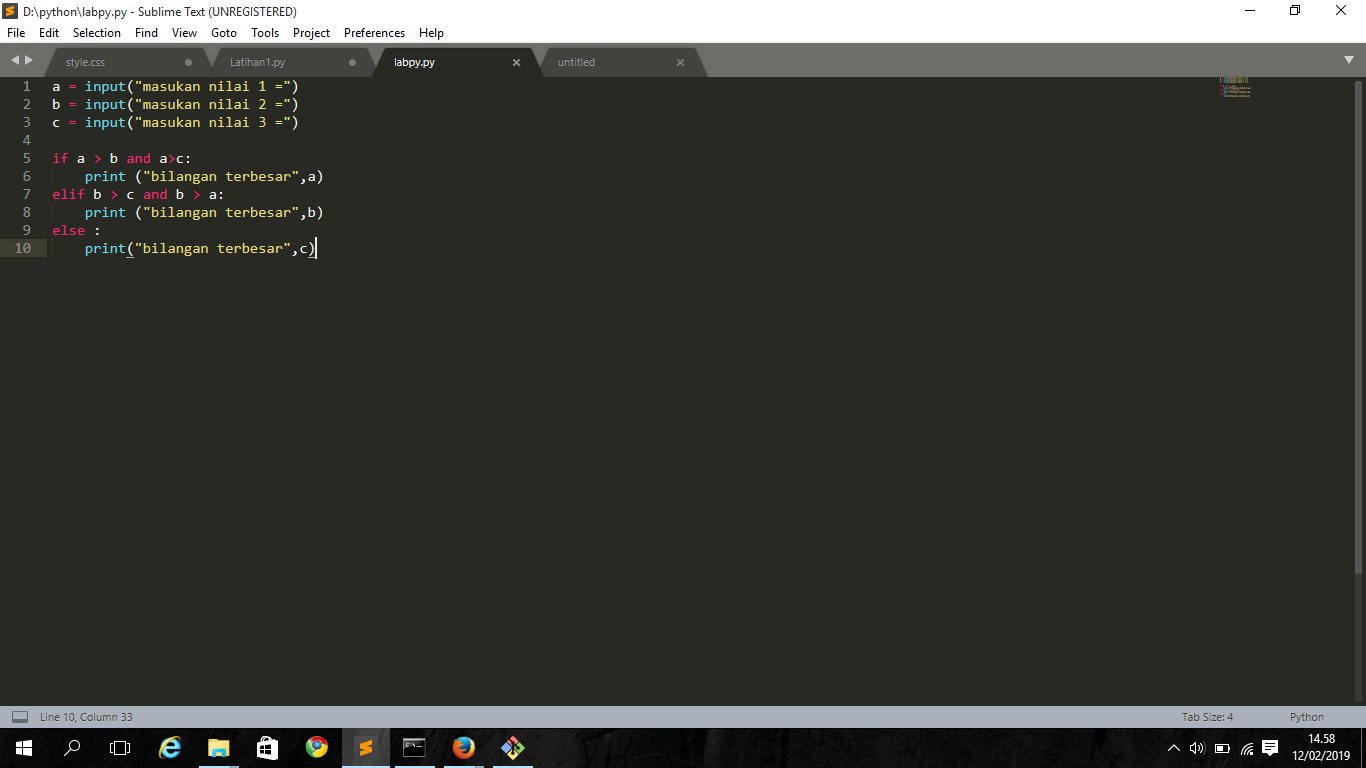 D:\python\labpy.py - Sublime Text (UNREGISTERED)
File Edit Selection Find View Goto Tools Project Preferences Help
style.css Latihan1.py labpy.py untitled
1 a = input("masukan nilai 1 =")
2 b = input("masukan nilai 2 =")
3 c = input("masukan nilai 3 =")
4
5 if a > b and a>c:
6     print ("bilangan terbesar",a)
7 elif b > c and b > a:
8     print ("bilangan terbesar",b)
9 else :
10     print("bilangan terbesar",c)
Line 10, Column 33 Tab Size: 4 Python
14.58
12/02/2019